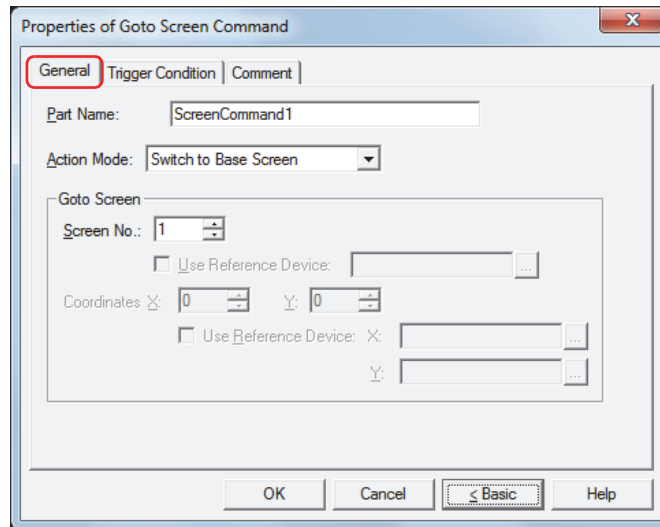 Properties of Goto Screen Command
General Trigger Condition Comment
Part Name: ScreenCommand1
Action Mode: Switch to Base Screen
Goto Screen
Screen No.: 1
Use Reference Device: ...
Coordinates X: 0 Y: 0
Use Reference Device: X: ...
Y: ...
OK Cancel < Basic Help